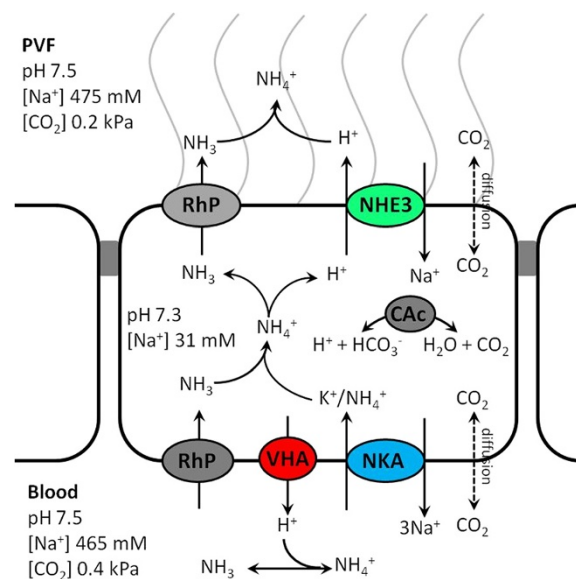 PVF
pH 7.5
[Na⁺] 475 mM
[CO₂] 0.2 kPa
NH₄⁺
NH₃
H⁺
CO₂
RhP
NHE3
diffusion
NH₃
H⁺
Na⁺
CO₂
pH 7.3
[Na⁺] 31 mM
NH₄⁺
CAc
H⁺ + HCO₃⁻
H₂O + CO₂
NH₃
K⁺/NH₄⁺
CO₂
RhP
VHA
NKA
diffusion
Blood
pH 7.5
[Na⁺] 465 mM
[CO₂] 0.4 kPa
H⁺
3Na⁺
CO₂
NH₃
NH₄⁺